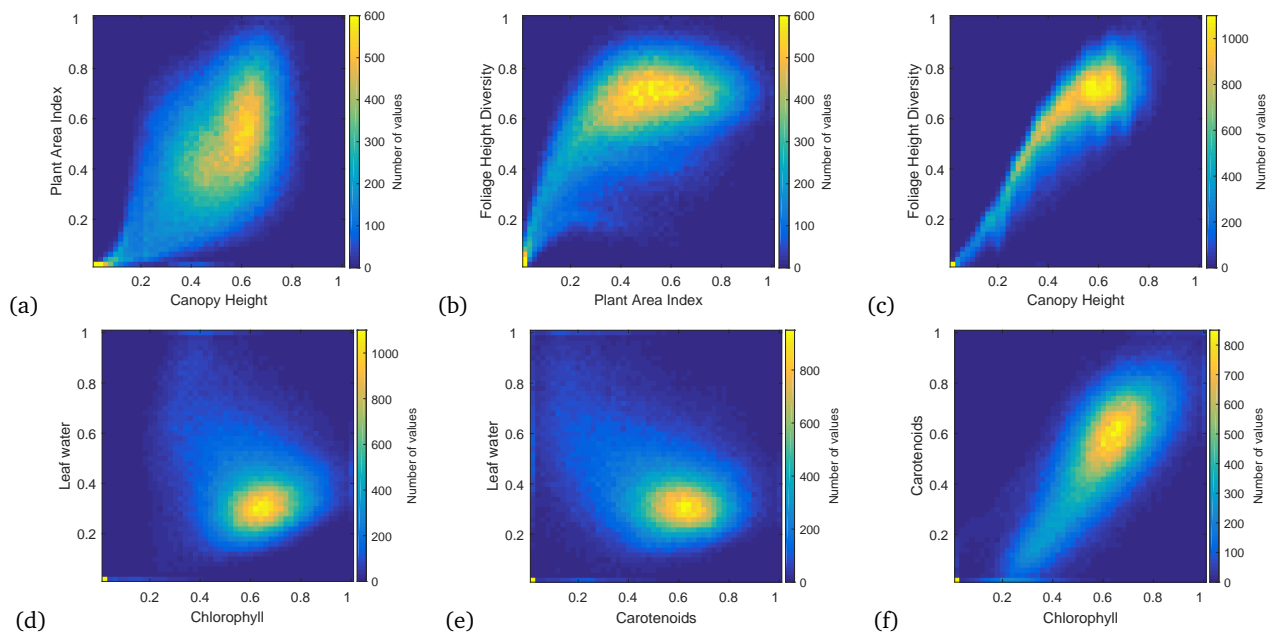 1
0.8
0.6
0.4
0.2
Plant Area Index
0.2 0.4 0.6 0.8 1
Canopy Height
600
500
400
300
200
100
0
Number of values
(a)
1
0.8
0.6
0.4
0.2
Foliage Height Diversity
0.2 0.4 0.6 0.8 1
Plant Area Index
600
500
400
300
200
100
0
Number of values
(b)
1
0.8
0.6
0.4
0.2
Foliage Height Diversity
0.2 0.4 0.6 0.8 1
Canopy Height
1000
800
600
400
200
0
Number of values
(c)
1
0.8
0.6
0.4
0.2
Leaf water
0.2 0.4 0.6 0.8 1
Chlorophyll
1000
800
600
400
200
0
Number of values
(d)
1
0.8
0.6
0.4
0.2
Leaf water
0.2 0.4 0.6 0.8 1
Carotenoids
800
600
400
200
0
Number of values
(e)
1
0.8
0.6
0.4
0.2
Carotenoids
0.2 0.4 0.6 0.8 1
Chlorophyll
800
700
600
500
400
300
200
100
0
Number of values
(f)